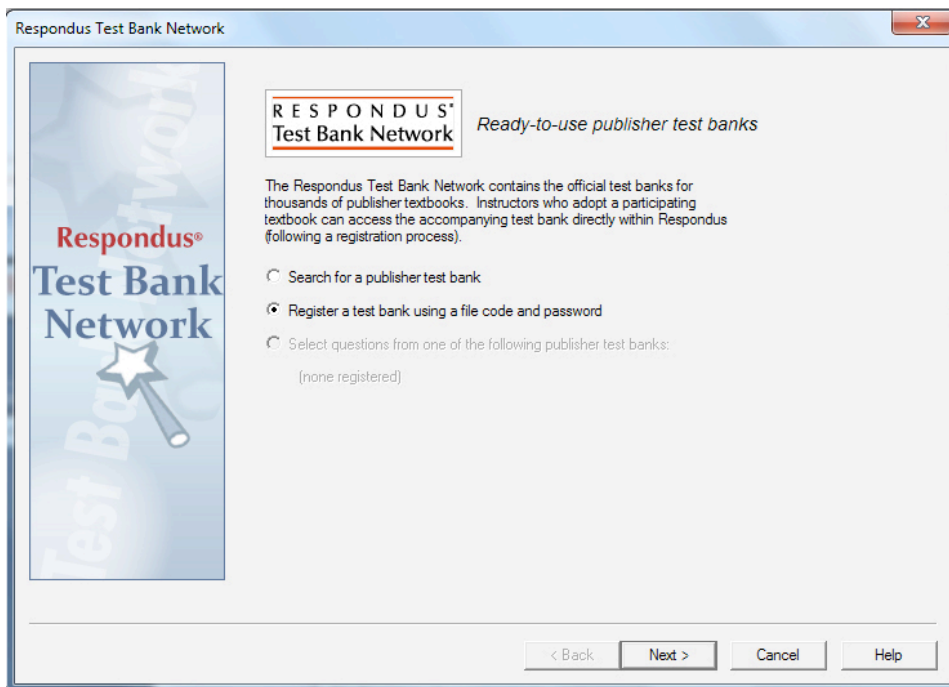 Respondus Test Bank Network
RESPONDUS®
Test Bank Network
Ready-to-use publisher test banks
The Respondus Test Bank Network contains the official test banks for
thousands of publisher textbooks. Instructors who adopt a participating
textbook can access the accompanying test bank directly within Respondus
(following a registration process).
Search for a publisher test bank
Register a test bank using a file code and password
Select questions from one of the following publisher test banks:
(none registered)
Test Bank Network
Respondus®
Test Bank
Network
< Back
Next >
Cancel
Help